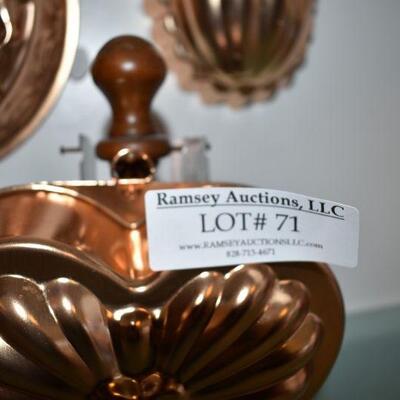 Ramsey Auctions, LLC
LOT# 71
www.RAMSEYAUCTIONSLLC.com
828-713-4671